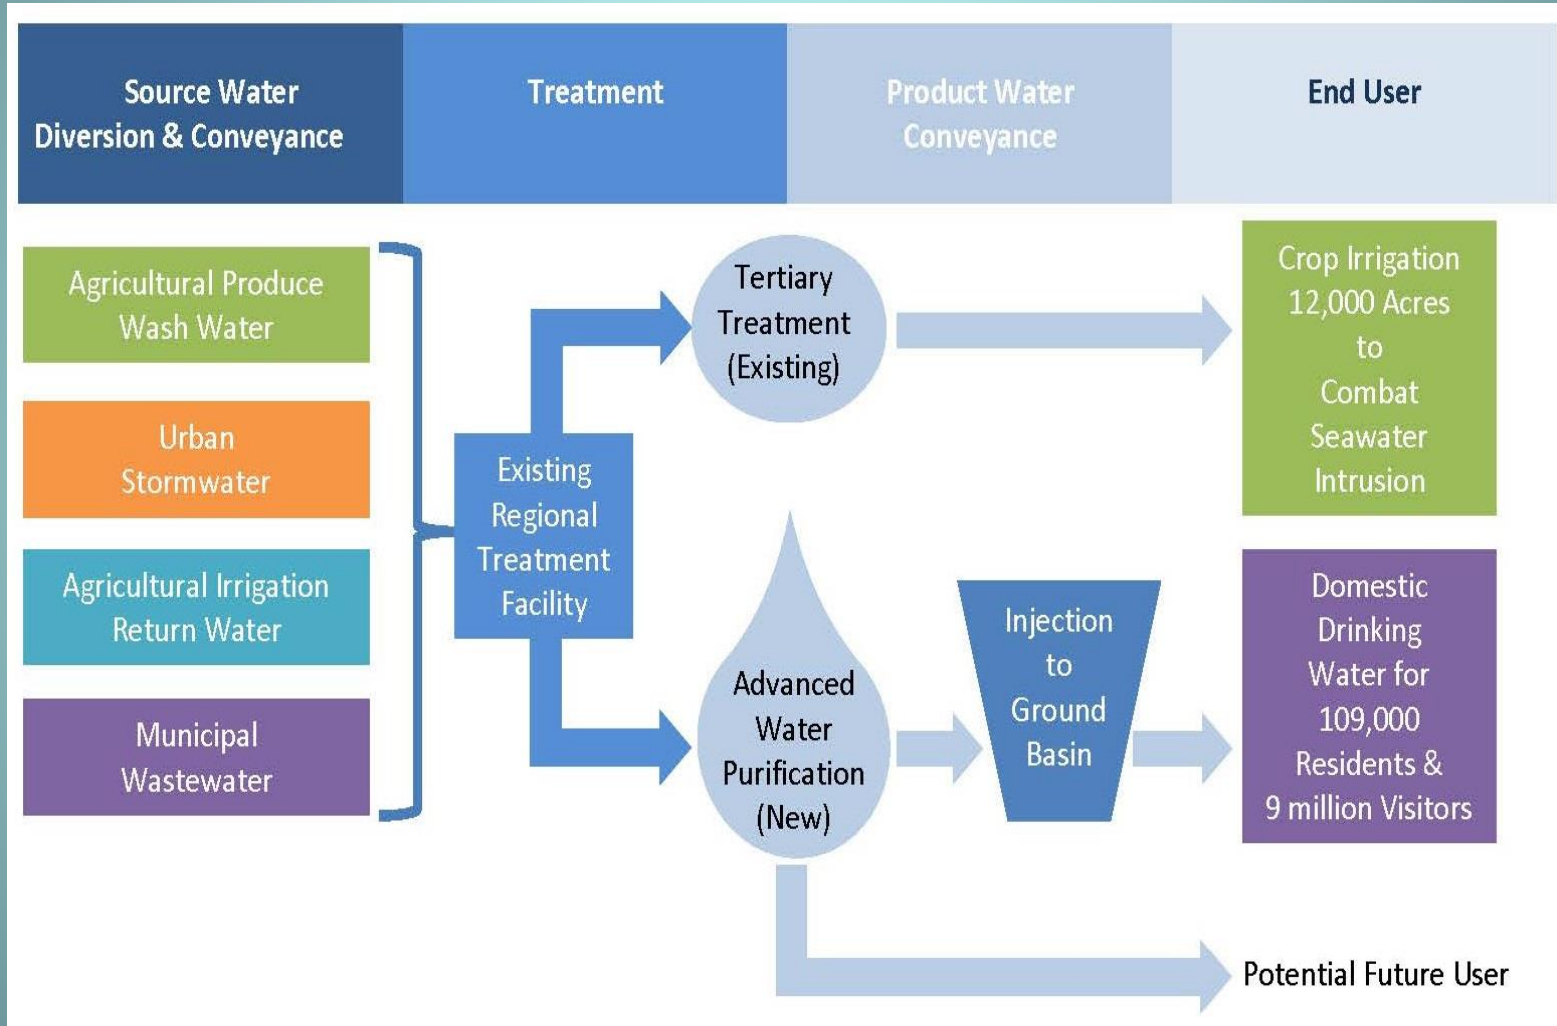 Source Water
Diversion & Conveyance
Treatment
Product Water
Conveyance
End User
Agricultural Produce
Wash Water
Urban
Stormwater
Agricultural Irrigation
Return Water
Municipal
Wastewater
Existing
Regional
Treatment
Facility
Tertiary
Treatment
(Existing)
Advanced
Water
Purification
(New)
Injection
to
Ground
Basin
Crop Irrigation
12,000 Acres
to
Combat
Seawater
Intrusion
Domestic
Drinking
Water for
109,000
Residents &
9 million Visitors
Potential Future User